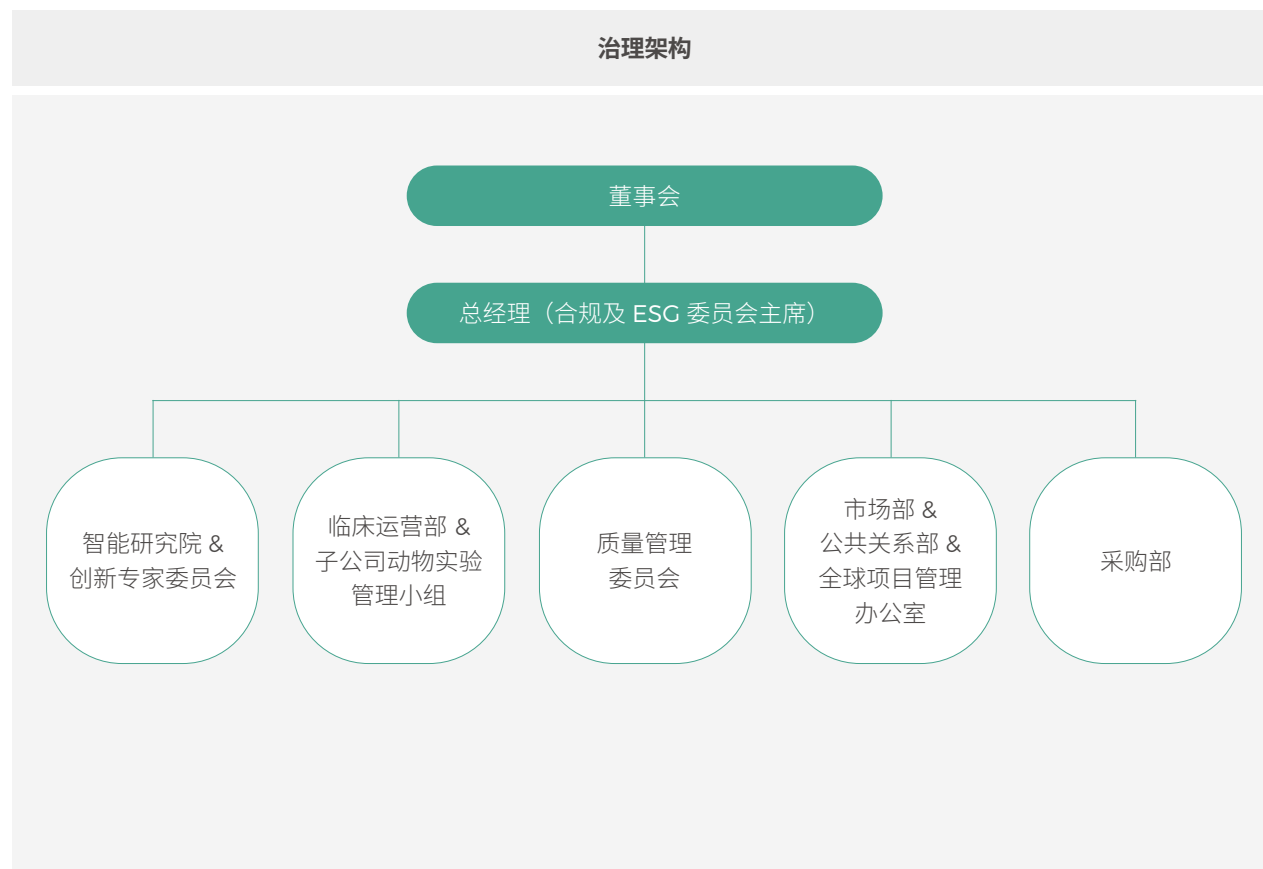 治理架构
董事会
总经理（合规及 ESG 委员会主席）
智能研究院 &
创新专家委员会
临床运营部 &
子公司动物实验
管理小组
质量管理
委员会
市场部 &
公共关系部 &
全球项目管理
办公室
采购部